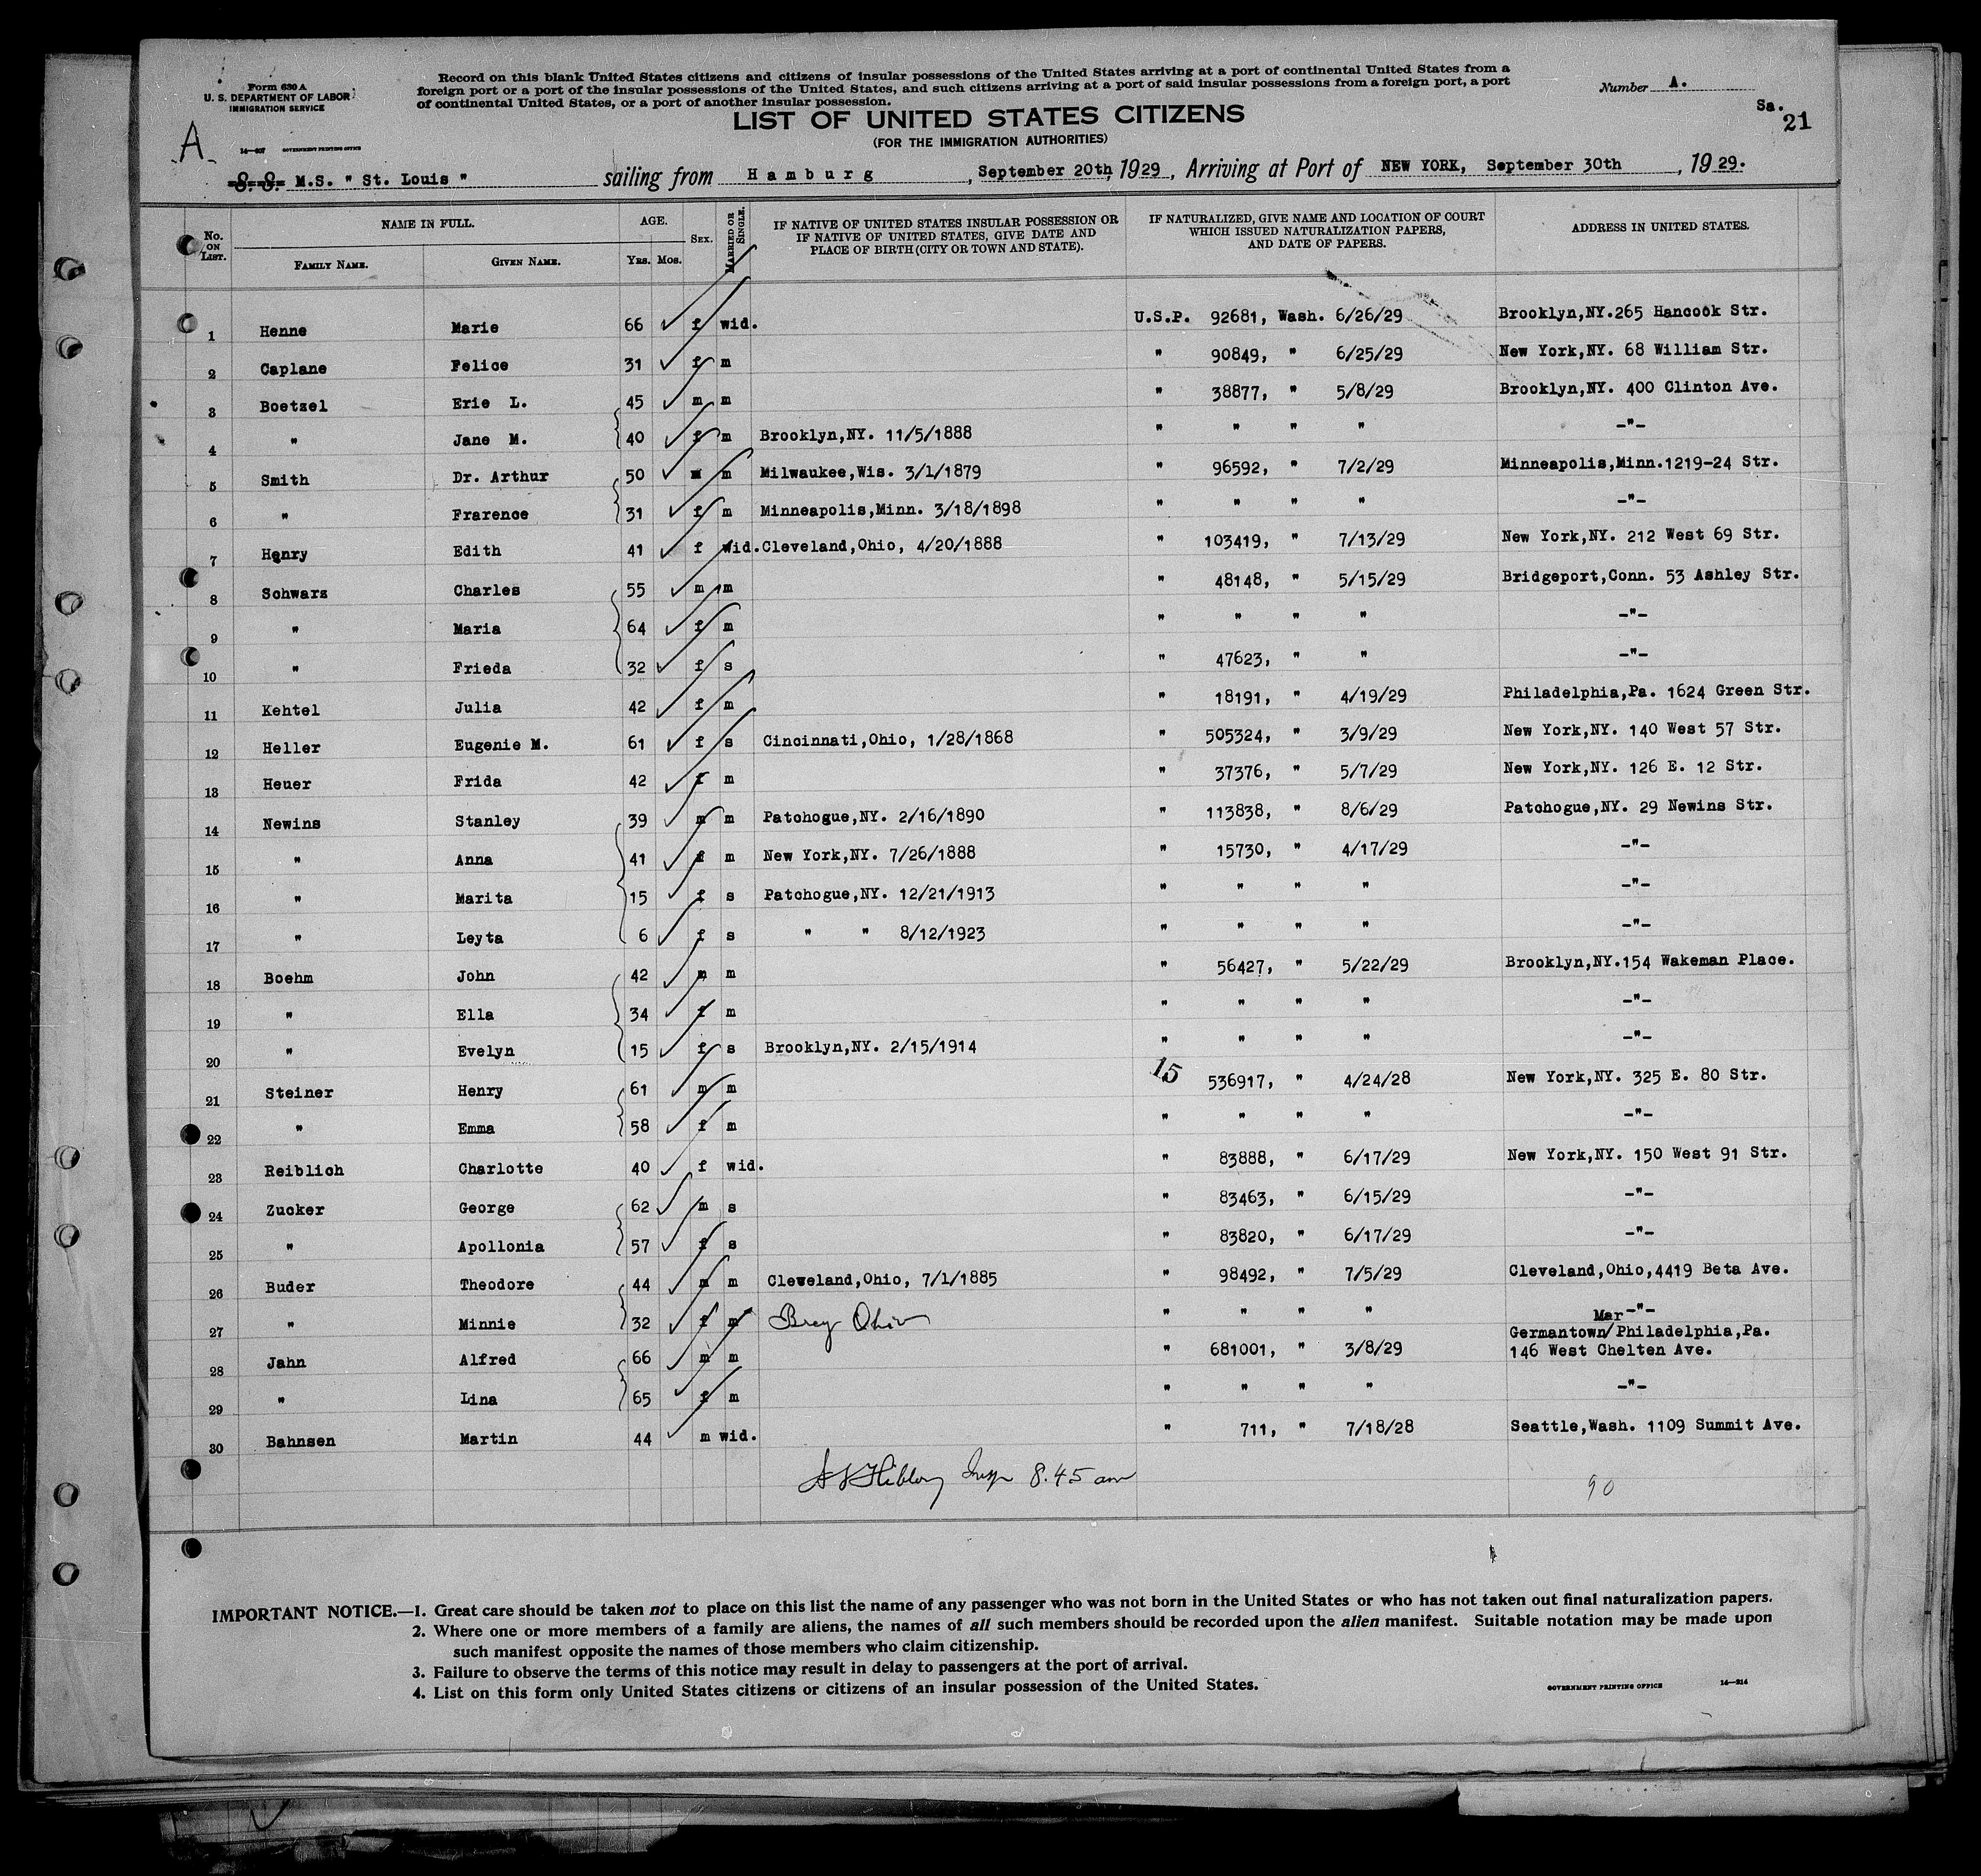 Form 630 A
U. S. DEPARTMENT OF LABOR
IMMIGRATION SERVICE
Record on this blank United States citizens and citizens of insular possessions of the United States arriving at a port of continental United States from a
foreign port or a port of the insular possessions of the United States, and such citizens arriving at a port of said insular possessions from a foreign port, a port
of continental United States, or a port of another insular possession.
Number A.
Sa.
21
LIST OF UNITED STATES CITIZENS
(FOR THE IMMIGRATION AUTHORITIES)
A
14—307 GOVERNMENT PRINTING OFFICE
S. S. M.S. " St. Louis " sailing from Hamburg, September 20th, 1929, Arriving at Port of NEW YORK, September 30th, 1929.
No. ON LIST. NAME IN FULL. FAMILY NAME. GIVEN NAME. AGE. YRS. MOS. SEX. MARRIED OR SINGLE. IF NATIVE OF UNITED STATES INSULAR POSSESSION OR IF NATIVE OF UNITED STATES, GIVE DATE AND PLACE OF BIRTH (CITY OR TOWN AND STATE). IF NATURALIZED, GIVE NAME AND LOCATION OF COURT WHICH ISSUED NATURALIZATION PAPERS, AND DATE OF PAPERS. ADDRESS IN UNITED STATES.
1 Henne Marie 66 f wid. U.S.P. 92681, Wash. 6/26/29 Brooklyn,NY.265 Hancook Str.
2 Caplane Felice 31 f m " 90849, " 6/25/29 New York,NY. 68 William Str.
3 Boetzel Erie L. 45 m m " 38877, " 5/8/29 Brooklyn,NY. 400 Clinton Ave.
4 " Jane M. 40 f m Brooklyn,NY. 11/5/1888 " " " " -"-
5 Smith Dr. Arthur 50 m m Milwaukee,Wis. 3/1/1879 " 96592, " 7/2/29 Minneapolis,Minn.1219-24 Str.
6 " Frarence 31 f m Minneapolis,Minn. 3/18/1898 " " " " -"-
7 Henry Edith 41 f wid. Cleveland,Ohio, 4/20/1888 " 103419, " 7/13/29 New York,NY. 212 West 69 Str.
8 Schwarz Charles 55 m m " 48148, " 5/15/29 Bridgeport,Conn. 53 Ashley Str.
9 " Maria 64 f m " " " " -"-
10 " Frieda 32 f s " 47623, " " -"-
11 Kehtel Julia 42 f m " 18191, " 4/19/29 Philadelphia,Pa. 1624 Green Str.
12 Heller Eugenie M. 61 f s Cincinnati,Ohio, 1/28/1868 " 505324, " 3/9/29 New York,NY. 140 West 57 Str.
13 Heuer Frida 42 f m " 37376, " 5/7/29 New York,NY. 126 E. 12 Str.
14 Newins Stanley 39 m m Patchogue,NY. 2/16/1890 " 113838, " 8/6/29 Patchogue,NY. 29 Newins Str.
15 " Anna 41 f m New York,NY. 7/26/1888 " 15730, " 4/17/29 -"-
16 " Marita 15 f s Patchogue,NY. 12/21/1913 " " " " -"-
17 " Leyta 6 f s " " 8/12/1923 " " " " -"-
18 Boehm John 42 m m " 56427, " 5/22/29 Brooklyn,NY.154 Wakeman Place.
19 " Ella 34 f m " " " " -"-
20 " Evelyn 15 f s Brooklyn,NY. 2/15/1914 " " " " -"-
21 Steiner Henry 61 m m 15 536917, " 4/24/28 New York,NY. 325 E. 80 Str.
22 " Emma 58 f m " " " " -"-
23 Reiblich Charlotte 40 f wid. " 83888, " 6/17/29 New York,NY. 150 West 91 Str.
24 Zucker George 62 m s " 83463, " 6/15/29 -"-
25 " Apollonia 57 f s " 83820, " 6/17/29 -"-
26 Buder Theodore 44 m m Cleveland,Ohio, 7/1/1885 " 98492, " 7/5/29 Cleveland,Ohio,4419 Beta Ave.
27 " Minnie 32 f m Ohio " " " " -"-
Mar
28 Jahn Alfred 66 m m " 681001, " 3/8/29 Germantown/Philadelphia,Pa.
146 West Chelten Ave.
29 " Lina 65 f m " " " " -"-
30 Bahnsen Martin 44 m wid. " 711, " 7/18/28 Seattle,Wash. 1109 Summit Ave.
Insp 8.45 am
90
IMPORTANT NOTICE.—1. Great care should be taken not to place on this list the name of any passenger who was not born in the United States or who has not taken out final naturalization papers.
2. Where one or more members of a family are aliens, the names of all such members should be recorded upon the alien manifest. Suitable notation may be made upon
such manifest opposite the names of those members who claim citizenship.
3. Failure to observe the terms of this notice may result in delay to passengers at the port of arrival.
4. List on this form only United States citizens or citizens of an insular possession of the United States.
GOVERNMENT PRINTING OFFICE 14—314